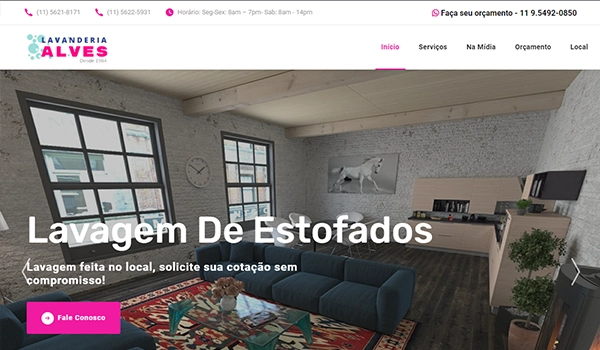 (11) 5621-8171 (11) 5622-5931 Horário: Seg-Sex: 8am – 7pm- Sab: 8am - 14pm Faça seu orçamento - 11 9.5492-0850
LAVANDERIA
ALVES
Desde 1984
Início Serviços Na Mídia Orçamento Local
Lavagem De Estofados
Lavagem feita no local, solicite sua cotação sem
compromisso!
Fale Conosco